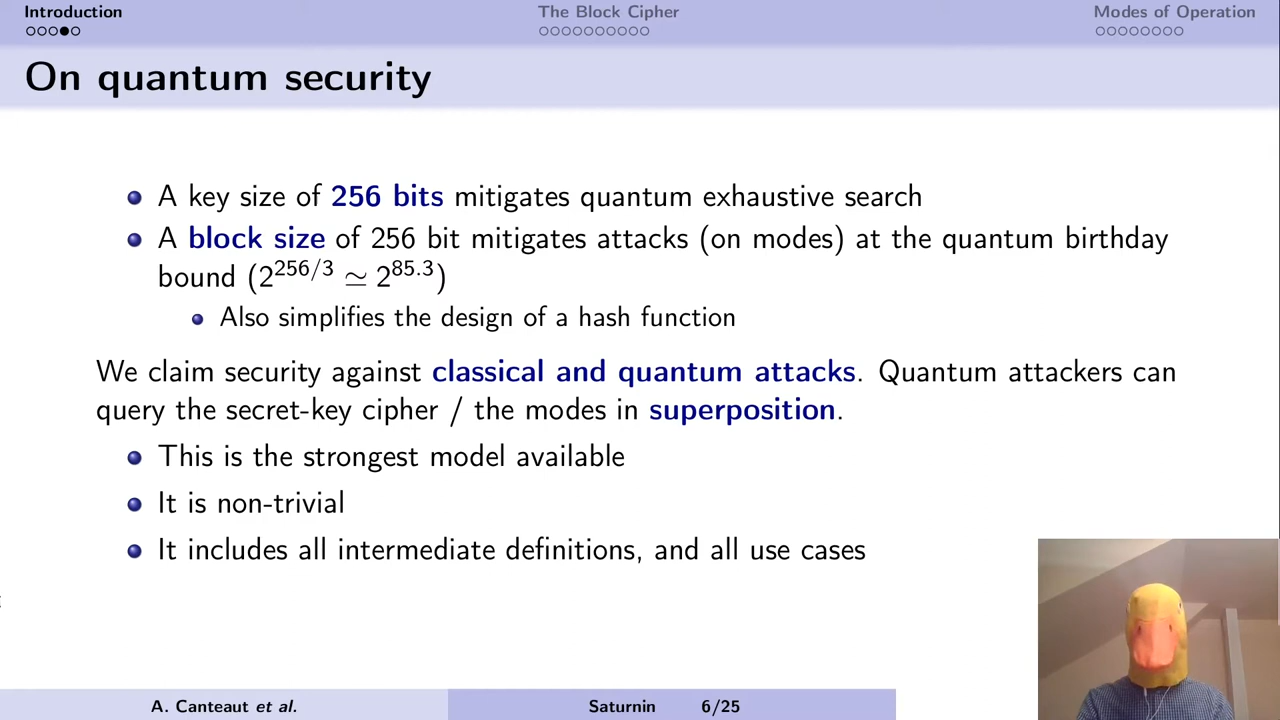 Introduction
The Block Cipher
Modes of Operation
On quantum security
A key size of 256 bits mitigates quantum exhaustive search
A block size of 256 bit mitigates attacks (on modes) at the quantum birthday
bound (2^{256/3} ≃ 2^{85.3})
Also simplifies the design of a hash function
We claim security against classical and quantum attacks. Quantum attackers can
query the secret-key cipher / the modes in superposition.
This is the strongest model available
It is non-trivial
It includes all intermediate definitions, and all use cases
A. Canteaut et al.
Saturnin
6/25